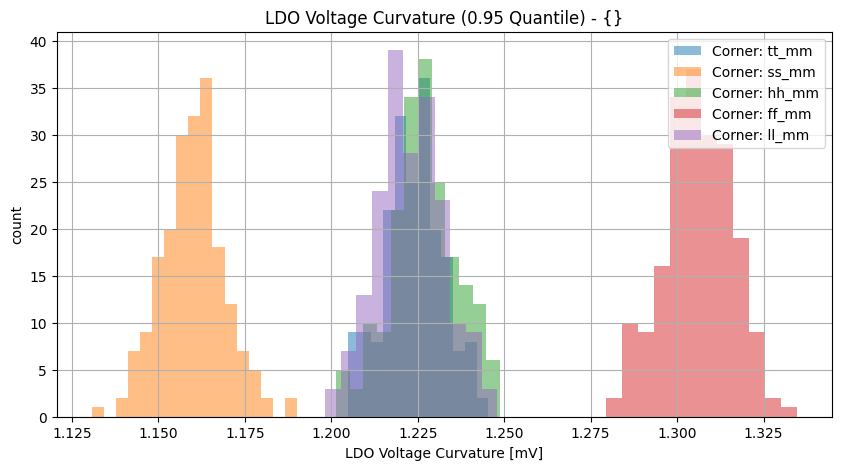 LDO Voltage Curvature (0.95 Quantile) - {}
40
35
30
25
20
15
10
5
0
count
Corner: tt_mm
Corner: ss_mm
Corner: hh_mm
Corner: ff_mm
Corner: ll_mm
1.125
1.150
1.175
1.200
1.225
1.250
1.275
1.300
1.325
LDO Voltage Curvature [mV]